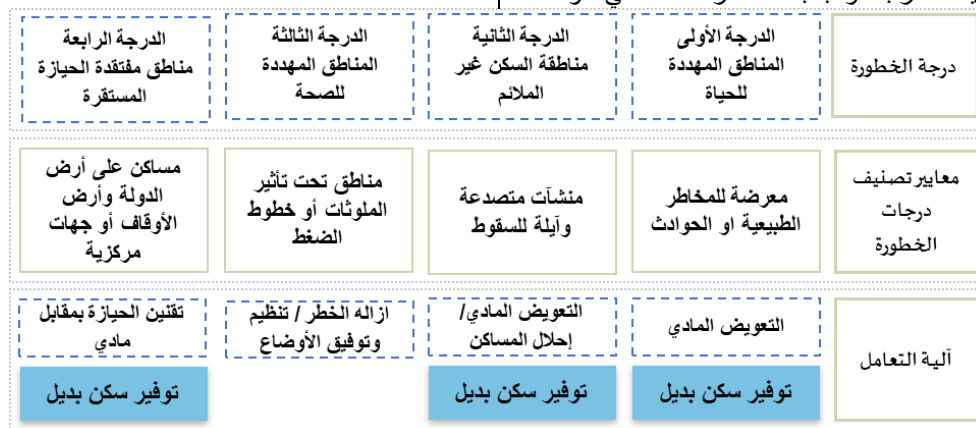 درجة الخطورة
الدرجة الأولى
المناطق المهددة
للحياة
الدرجة الثانية
مناطقة السكن غير
الملائم
الدرجة الثالثة
المناطق المهددة
للصحة
الدرجة الرابعة
مناطق مفتقدة الحيازة
المستقرة
معايير تصنيف
درجات
الخطورة
معرضة للمخاطر
الطبيعية او الحوادث
منشآت متصدعة
وآيلة للسقوط
مناطق تحت تأثير
الملوثات أو خطوط
الضغط
مساكن على أرض
الدولة وأرض
الأوقاف أو جهات
مركزية
آلية التعامل
التعويض المادي
توفير سكن بديل
التعويض المادي/
إحلال المساكن
توفير سكن بديل
ازاله الخطر / تنظيم
وتوفيق الأوضاع
تقنين الحيازة بمقابل
مادي
توفير سكن بديل